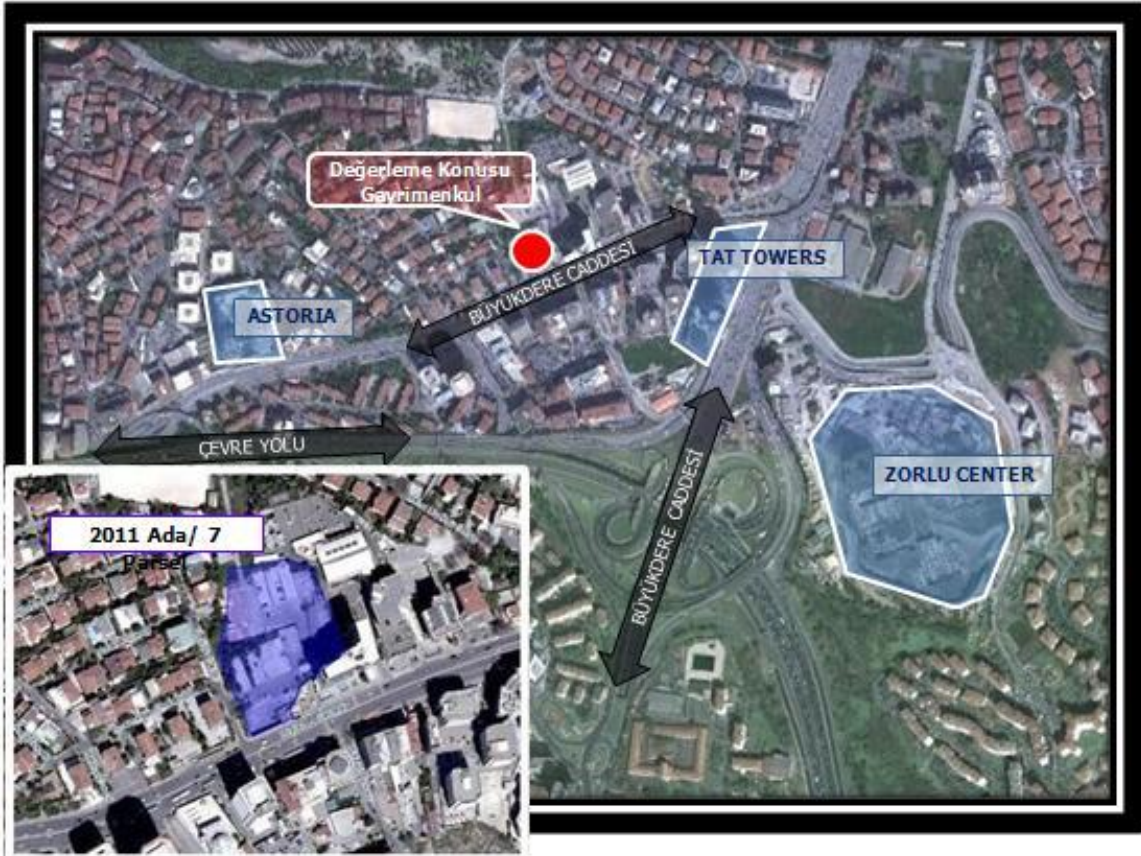 Değerleme Konusu
Gayrimenkul
BÜYÜKDERE CADDESİ
TAT TOWERS
ASTORIA
ÇEVRE YOLU
ZORLU CENTER
BÜYÜKDERE CADDESİ
2011 Ada/ 7
Parsel